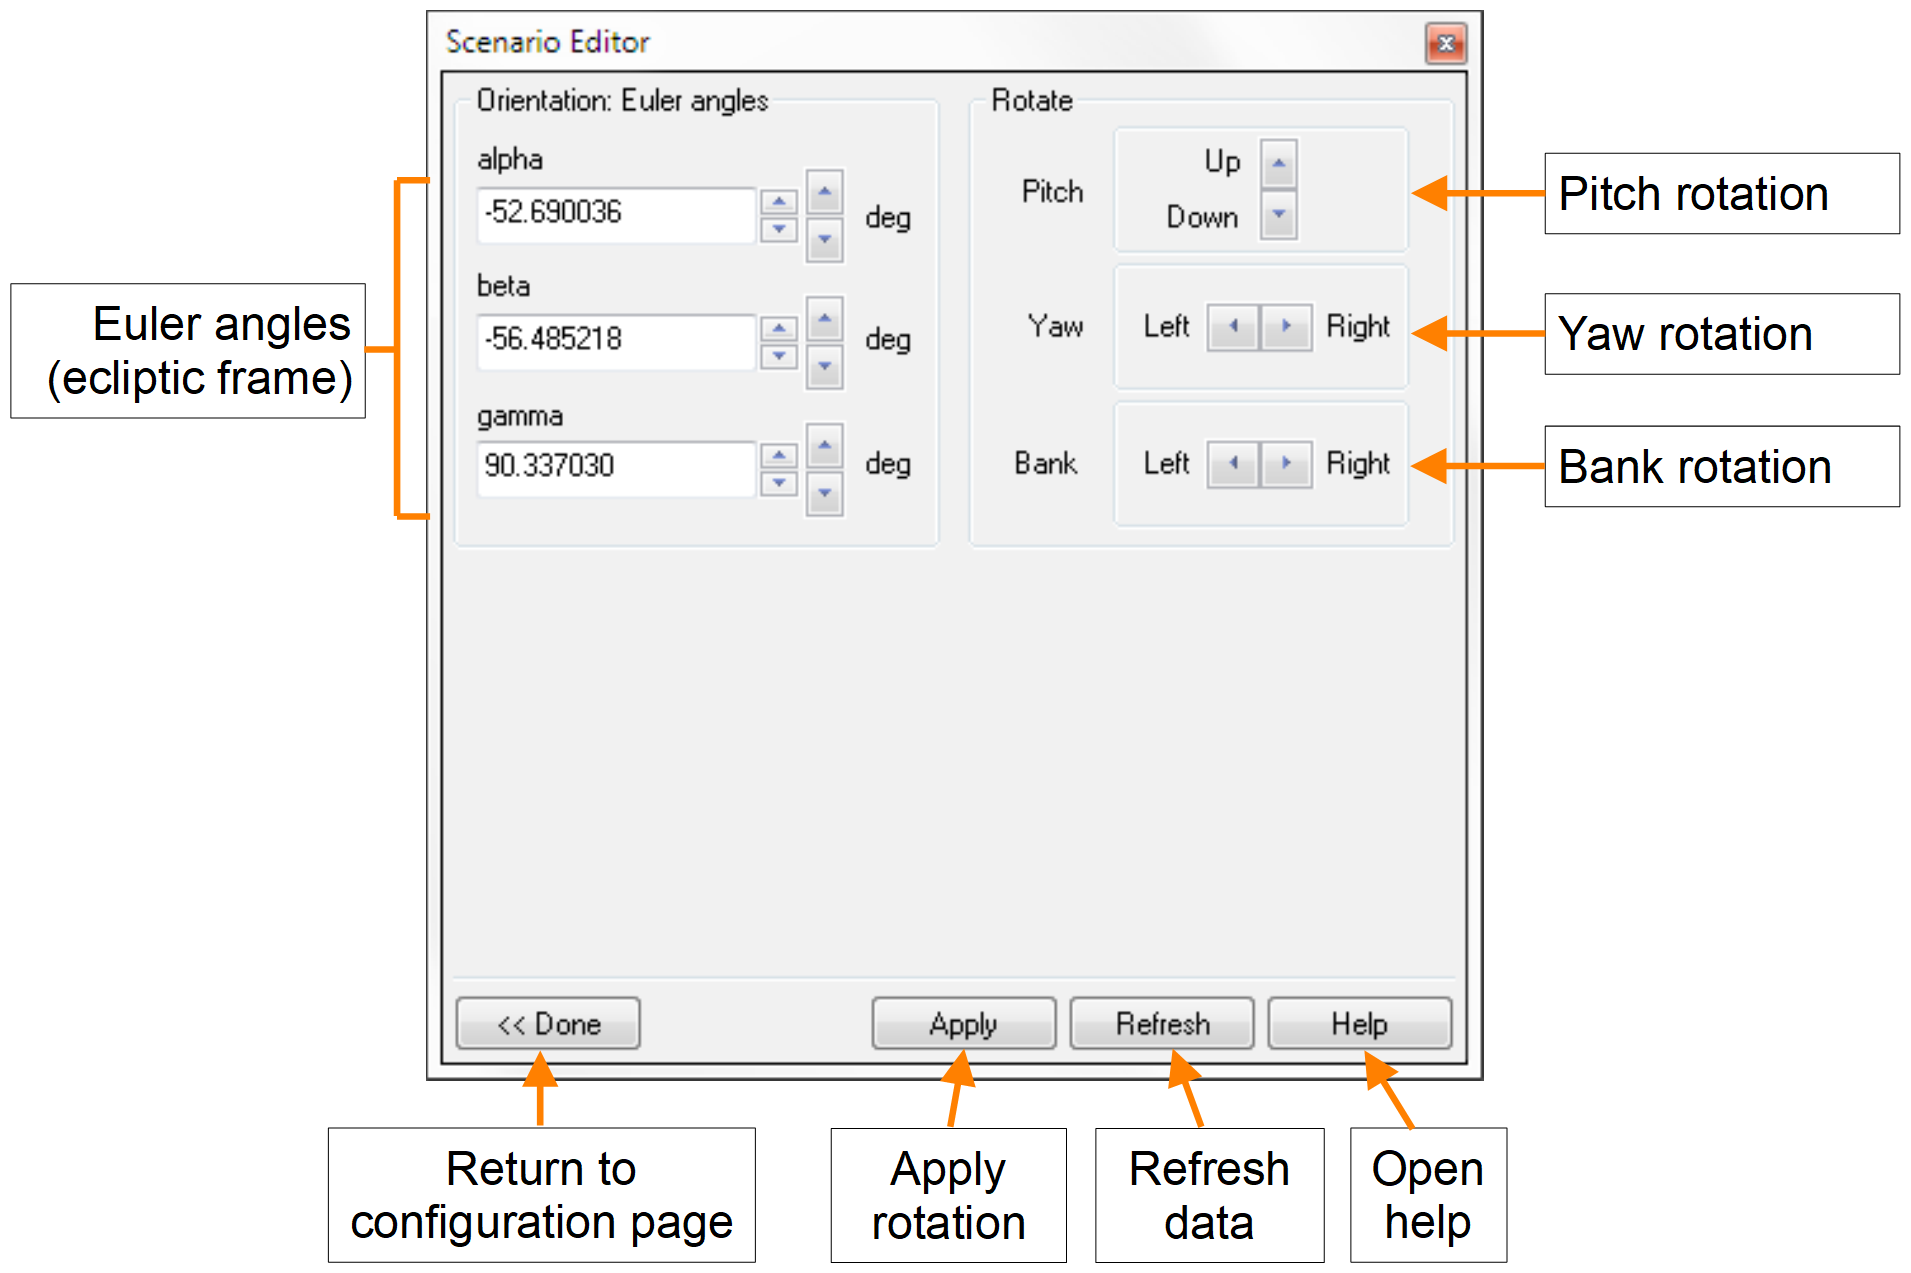 Scenario Editor
Orientation: Euler angles
alpha
-52.690036
deg
beta
-56.485218
deg
gamma
90.337030
deg
Rotate
Pitch
Up
Down
Yaw
Left
Right
Bank
Left
Right
<< Done
Apply
Refresh
Help
Euler angles
(ecliptic frame)
Pitch rotation
Yaw rotation
Bank rotation
Return to
configuration page
Apply
rotation
Refresh
data
Open
help